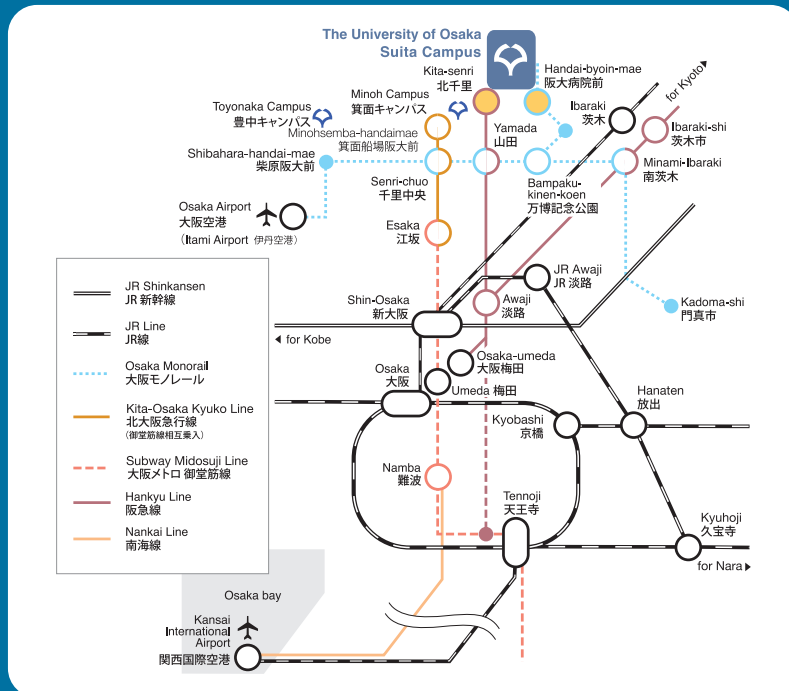 The University of Osaka
Suita Campus
Kita-senri
北千里
Handai-byoin-mae
阪大病院前
for Kyoto▶
Minoh Campus
箕面キャンパス
Toyonaka Campus
豊中キャンパス
Ibaraki
茨木
Minohsemba-handaimae
箕面船場阪大前
Yamada
山田
Ibaraki-shi
茨木市
Shibahara-handai-mae
柴原阪大前
Minami-Ibaraki
南茨木
Senri-chuo
千里中央
Bampaku-
kinen-koen
万博記念公園
Osaka Airport
大阪空港
(Itami Airport 伊丹空港)
Esaka
江坂
JR Awaji
JR 淡路
JR Shinkansen
JR 新幹線
JR Line
JR線
Osaka Monorail
大阪モノレール
Kita-Osaka Kyuko Line
北大阪急行線
(御堂筋線相互乗入)
Subway Midosuji Line
大阪メトロ 御堂筋線
Hankyu Line
阪急線
Nankai Line
南海線
Shin-Osaka
新大阪
Awaji
淡路
Kadoma-shi
門真市
◀ for Kobe
Osaka-umeda
大阪梅田
Osaka
大阪
Umeda 梅田
Hanaten
放出
Kyobashi
京橋
Namba
難波
Tennoji
天王寺
Kyuhoji
久宝寺
for Nara▶
Osaka bay
Kansai
International
Airport
関西国際空港